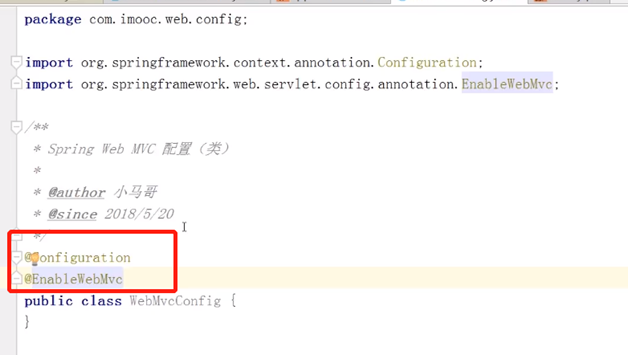 package com.imooc.web.config;
import org.springframework.context.annotation.Configuration;
import org.springframework.web.servlet.config.annotation.EnableWebMvc;
/**
* Spring Web MVC 配置（类）
*
* @author 小马哥
* @since 2018/5/20
*/
@Configuration
@EnableWebMvc
public class WebMvcConfig {
}